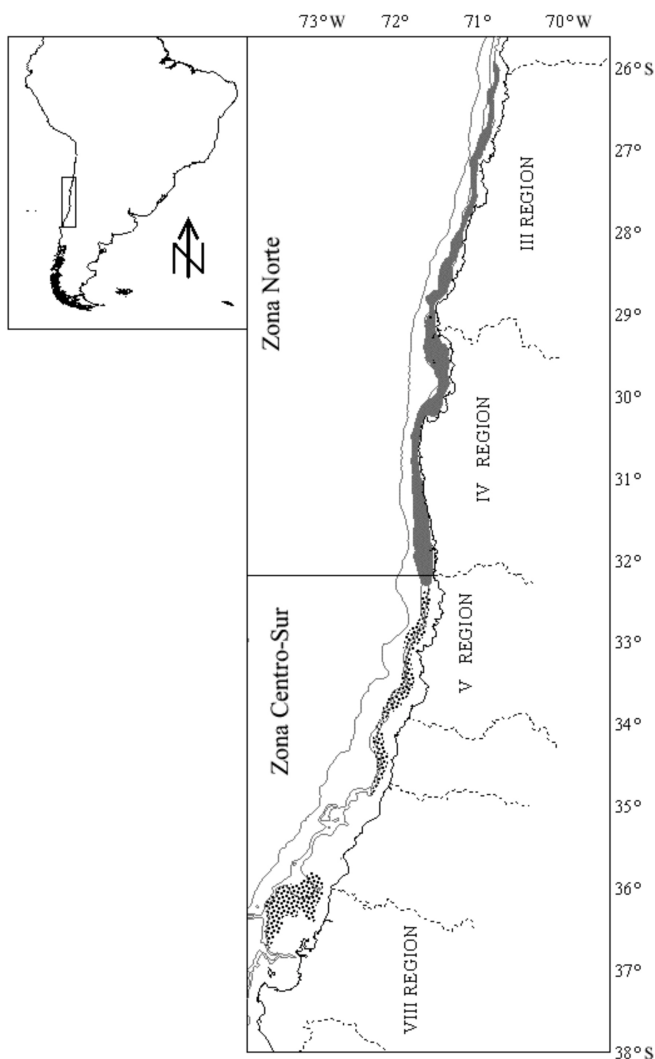 73°W 72° 71° 70°W
26°S
27°
28°
29°
30°
31°
32°
33°
34°
35°
36°
37°
38°S
N
Zona Norte
Zona Centro-Sur
III REGION
IV REGION
V REGION
VIII REGION